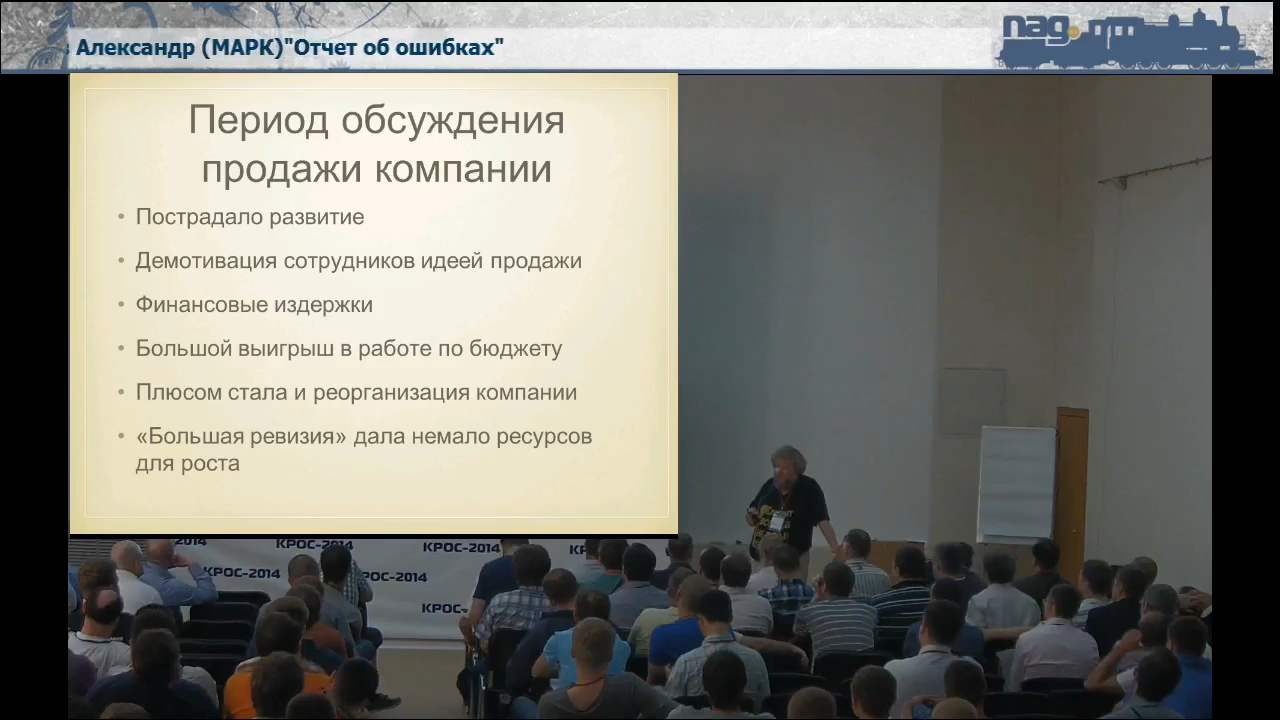 Александр (МАРК)"Отчет об ошибках"
nag
Период обсуждения
продажи компании
• Пострадало развитие
• Демотивация сотрудников идеей продажи
• Финансовые издержки
• Большой выигрыш в работе по бюджету
• Плюсом стала и реорганизация компании
• «Большая ревизия» дала немало ресурсов
для роста
КРОС-2014
КРОС-2014
КРОС-2014